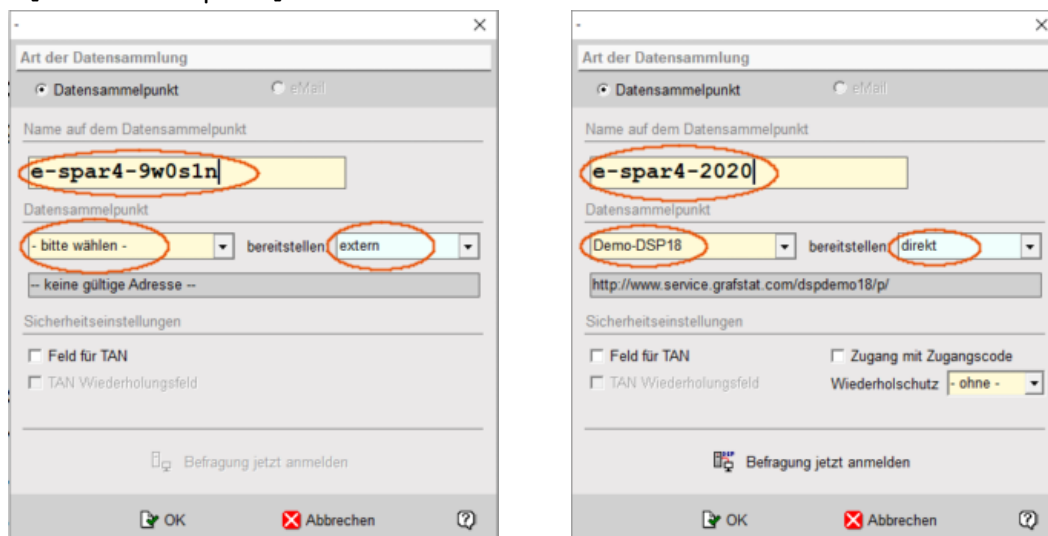 Art der Datensammlung
Datensammelpunkt eMail
Name auf dem Datensammelpunkt
e-spar4-9w0s1n
Datensammelpunkt
- bitte wählen - bereitstellen: extern
-- keine gültige Adresse --
Sicherheitseinstellungen
Feld für TAN
TAN Wiederholungsfeld
Befragung jetzt anmelden
OK Abbrechen
Art der Datensammlung
Datensammelpunkt eMail
Name auf dem Datensammelpunkt
e-spar4-2020
Datensammelpunkt
Demo-DSP18 bereitstellen: direkt
http://www.service.grafstat.com/dspdemo18/p/
Sicherheitseinstellungen
Feld für TAN Zugang mit Zugangscode
TAN Wiederholungsfeld Wiederholschutz - ohne -
Befragung jetzt anmelden
OK Abbrechen